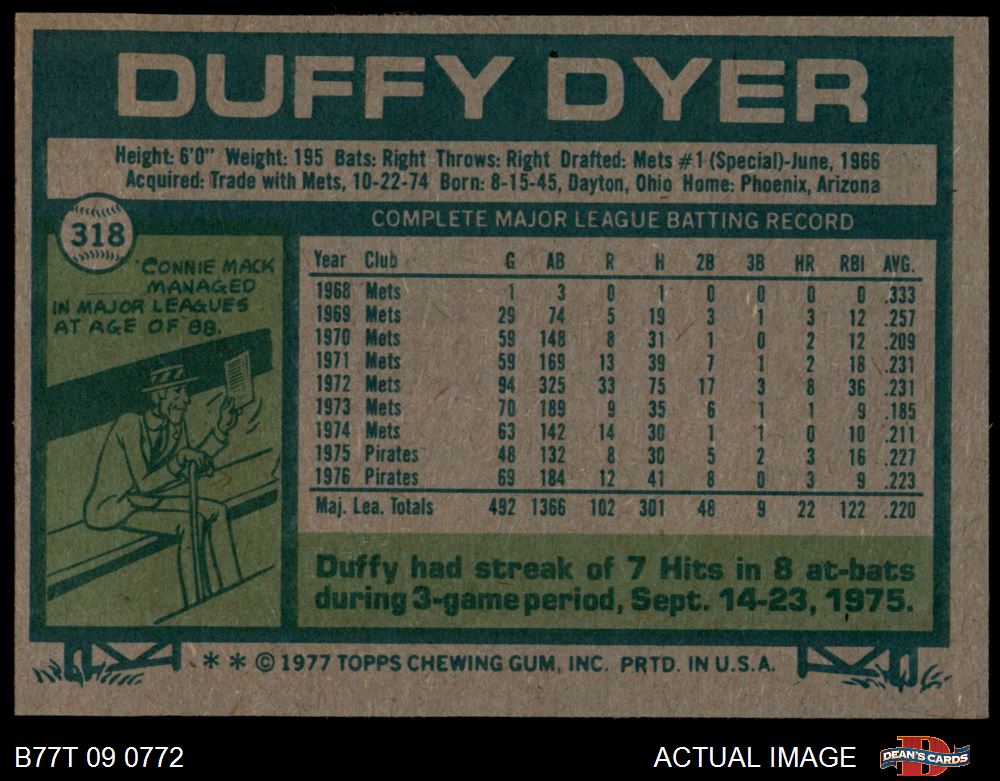 DUFFY DYER
Height: 6'0" Weight: 195 Bats: Right Throws: Right Drafted: Mets #1 (Special)-June, 1966
Acquired: Trade with Mets, 10-22-74 Born: 8-15-45, Dayton, Ohio Home: Phoenix, Arizona
318
CONNIE MACK
MANAGED
IN MAJOR LEAGUES
AT AGE OF 88.
COMPLETE MAJOR LEAGUE BATTING RECORD
Year Club G AB R H 2B 3B HR RBI AVG.
1968 Mets 1 3 0 1 0 0 0 0 .333
1969 Mets 29 74 5 19 3 1 3 12 .257
1970 Mets 59 148 8 31 1 0 2 12 .209
1971 Mets 59 169 13 39 7 1 2 18 .231
1972 Mets 94 325 33 75 17 3 8 36 .231
1973 Mets 70 189 9 35 6 1 1 9 .185
1974 Mets 63 142 14 30 1 1 0 10 .211
1975 Pirates 48 132 8 30 5 2 3 16 .227
1976 Pirates 69 184 12 41 8 0 3 9 .223
Maj. Lea. Totals 492 1366 102 301 48 9 22 122 .220
Duffy had streak of 7 Hits in 8 at-bats
during 3-game period, Sept. 14-23, 1975.
* * © 1977 TOPPS CHEWING GUM, INC. PRTD. IN U.S.A.
B77T 09 0772
ACTUAL IMAGE
DEAN'S CARDS